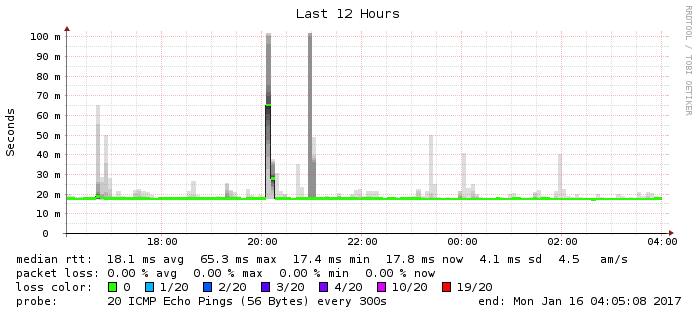 Last 12 Hours
RRDTOOL / TOBI OETIKER
Seconds
100 m
90 m
80 m
70 m
60 m
50 m
40 m
30 m
20 m
10 m
0
18:00 20:00 22:00 00:00 02:00 04:00
median rtt: 18.1 ms avg 65.3 ms max 17.4 ms min 17.8 ms now 4.1 ms sd 4.5 am/s
packet loss: 0.00 % avg 0.00 % max 0.00 % min 0.00 % now
loss color: 0 1/20 2/20 3/20 4/20 10/20 19/20
probe: 20 ICMP Echo Pings (56 Bytes) every 300s end: Mon Jan 16 04:05:08 2017